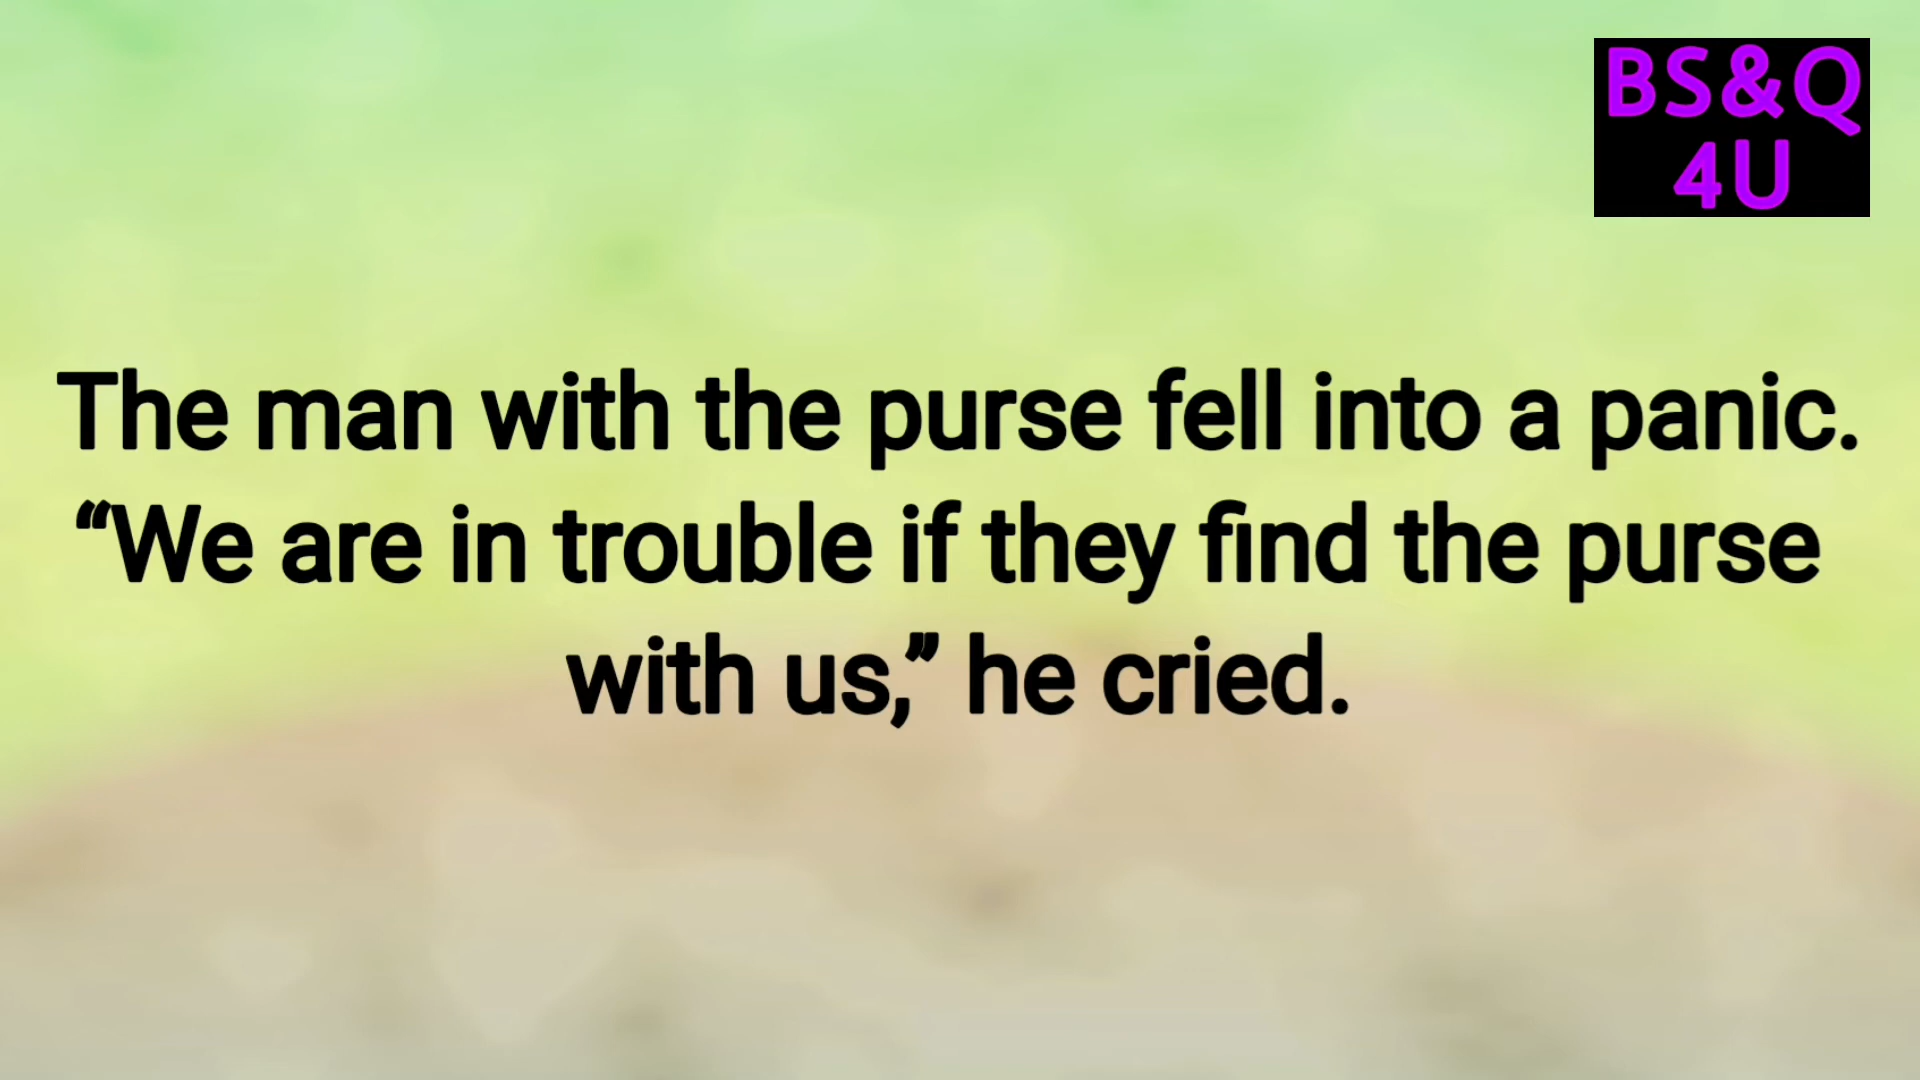 BS&Q
4U
The man with the purse fell into a panic.
“We are in trouble if they find the purse
with us,” he cried.